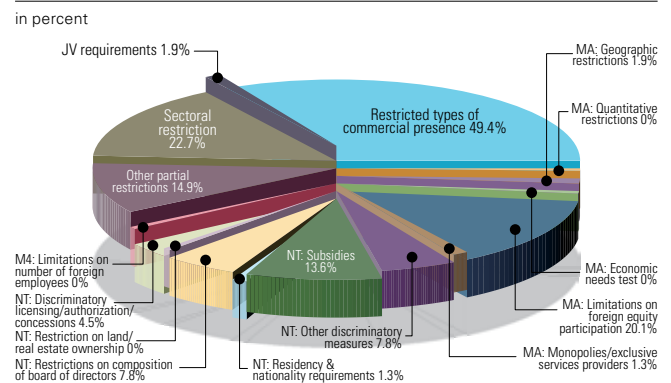 in percent
JV requirements 1.9%
MA: Geographic
restrictions 1.9%
Restricted types of
commercial presence 49.4%
MA: Quantitative
restrictions 0%
Sectoral
restriction
22.7%
Other partial
restrictions 14.9%
M4: Limitations on
number of foreign
employees 0%
NT: Discriminatory
licensing/authorization/
concessions 4.5%
NT: Restriction on land/
real estate ownership 0%
NT: Restrictions on composition
of board of directors 7.8%
NT: Subsidies
13.6%
NT: Residency &
nationality requirements 1.3%
NT: Other discriminatory
measures 7.8%
MA: Economic
needs test 0%
MA: Limitations on
foreign equity
participation 20.1%
MA: Monopolies/exclusive
services providers 1.3%